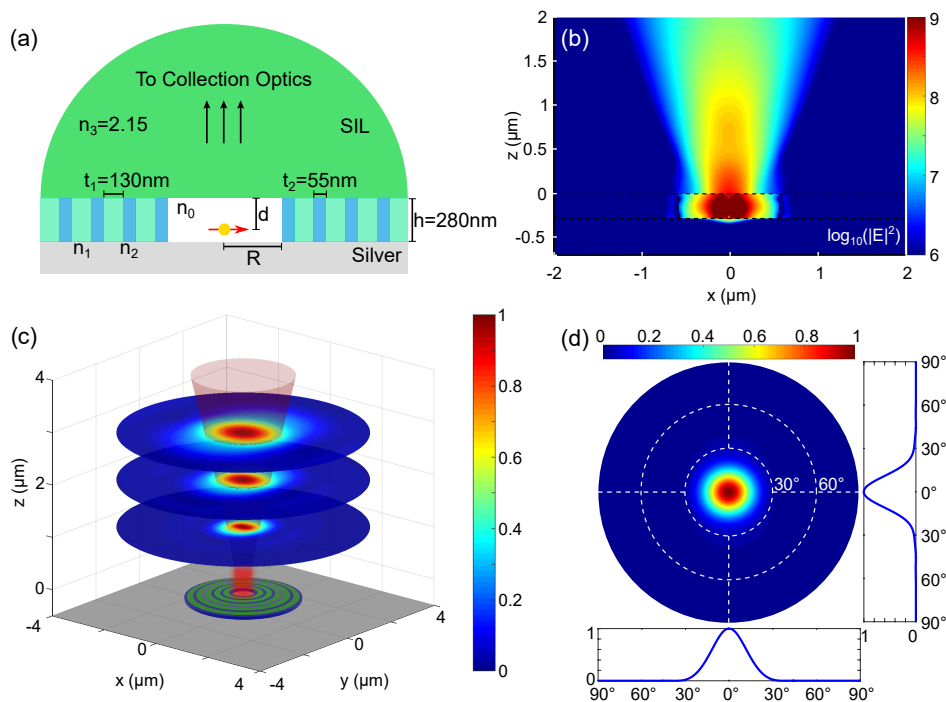 (a)
To Collection Optics
n3=2.15
SIL
t1=130nm
t2=55nm
n0
d
h=280nm
n1
n2
R
Silver
(b)
2
1.5
1
0.5
0
-0.5
z (µm)
-2
-1
0
1
2
x (µm)
log10(|E|²)
9
8
7
6
(c)
4
2
0
z (µm)
-4
0
4
x (µm)
-4
0
4
y (µm)
1
0.8
0.6
0.4
0.2
0
(d)
0 0.2 0.4 0.6 0.8 1
30° 60°
90°
60°
30°
0°
30°
60°
90°
1 0
1
0
90° 60° 30° 0° 30° 60° 90°